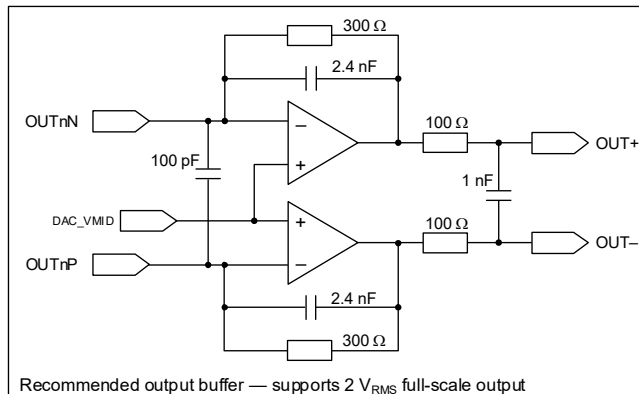 300 Ω
2.4 nF
OUTnN
−
100 Ω
OUT+
100 pF
+
1 nF
DAC_VMID
+
100 Ω
OUTnP
−
OUT–
2.4 nF
300 Ω
Recommended output buffer — supports 2 VRMS full-scale output